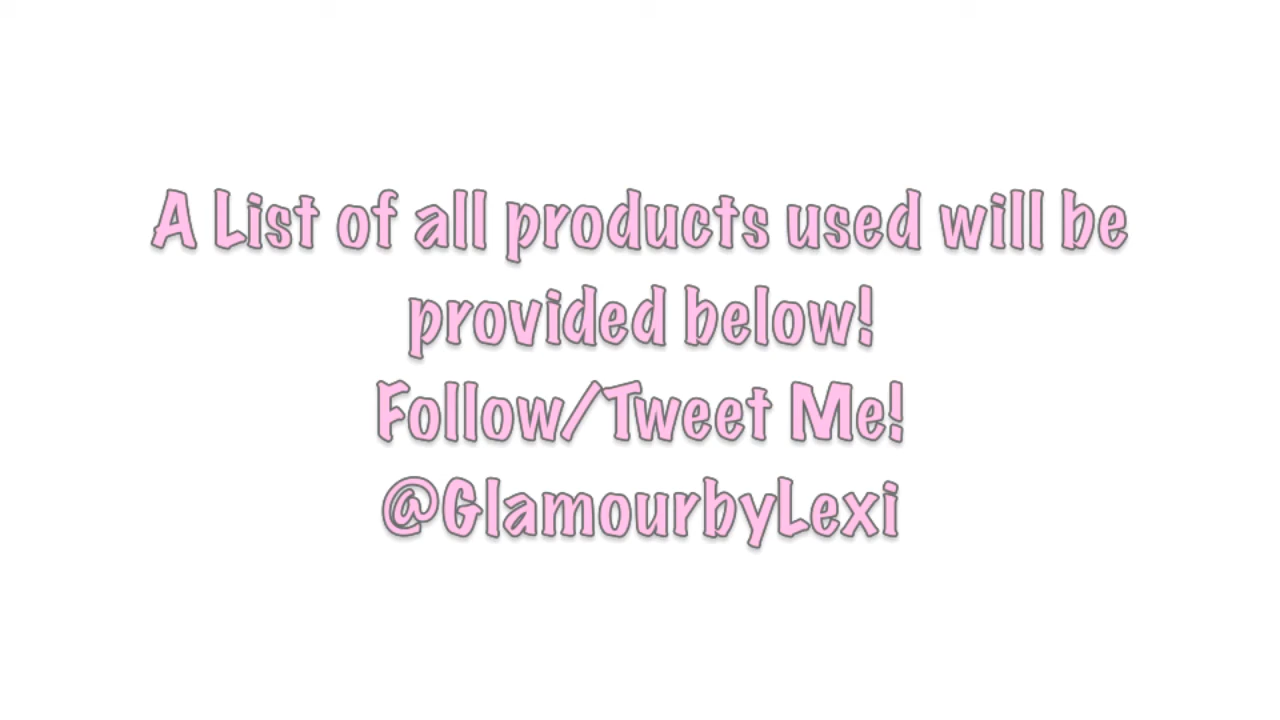 A List of all products used will be
provided below!
Follow/Tweet Me!
@GlamourbyLexi